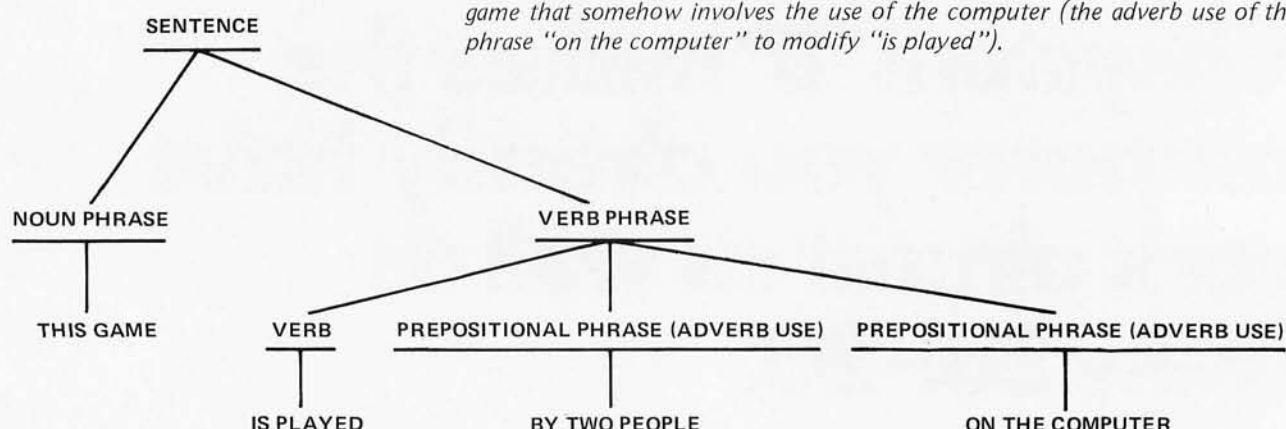 game that somehow involves the use of the computer (the adverb use of th
phrase "on the computer" to modify "is played").
SENTENCE
NOUN PHRASE
VERB PHRASE
THIS GAME
VERB
PREPOSITIONAL PHRASE (ADVERB USE)
PREPOSITIONAL PHRASE (ADVERB USE)
IS PLAYED
BY TWO PEOPLE
ON THE COMPUTER